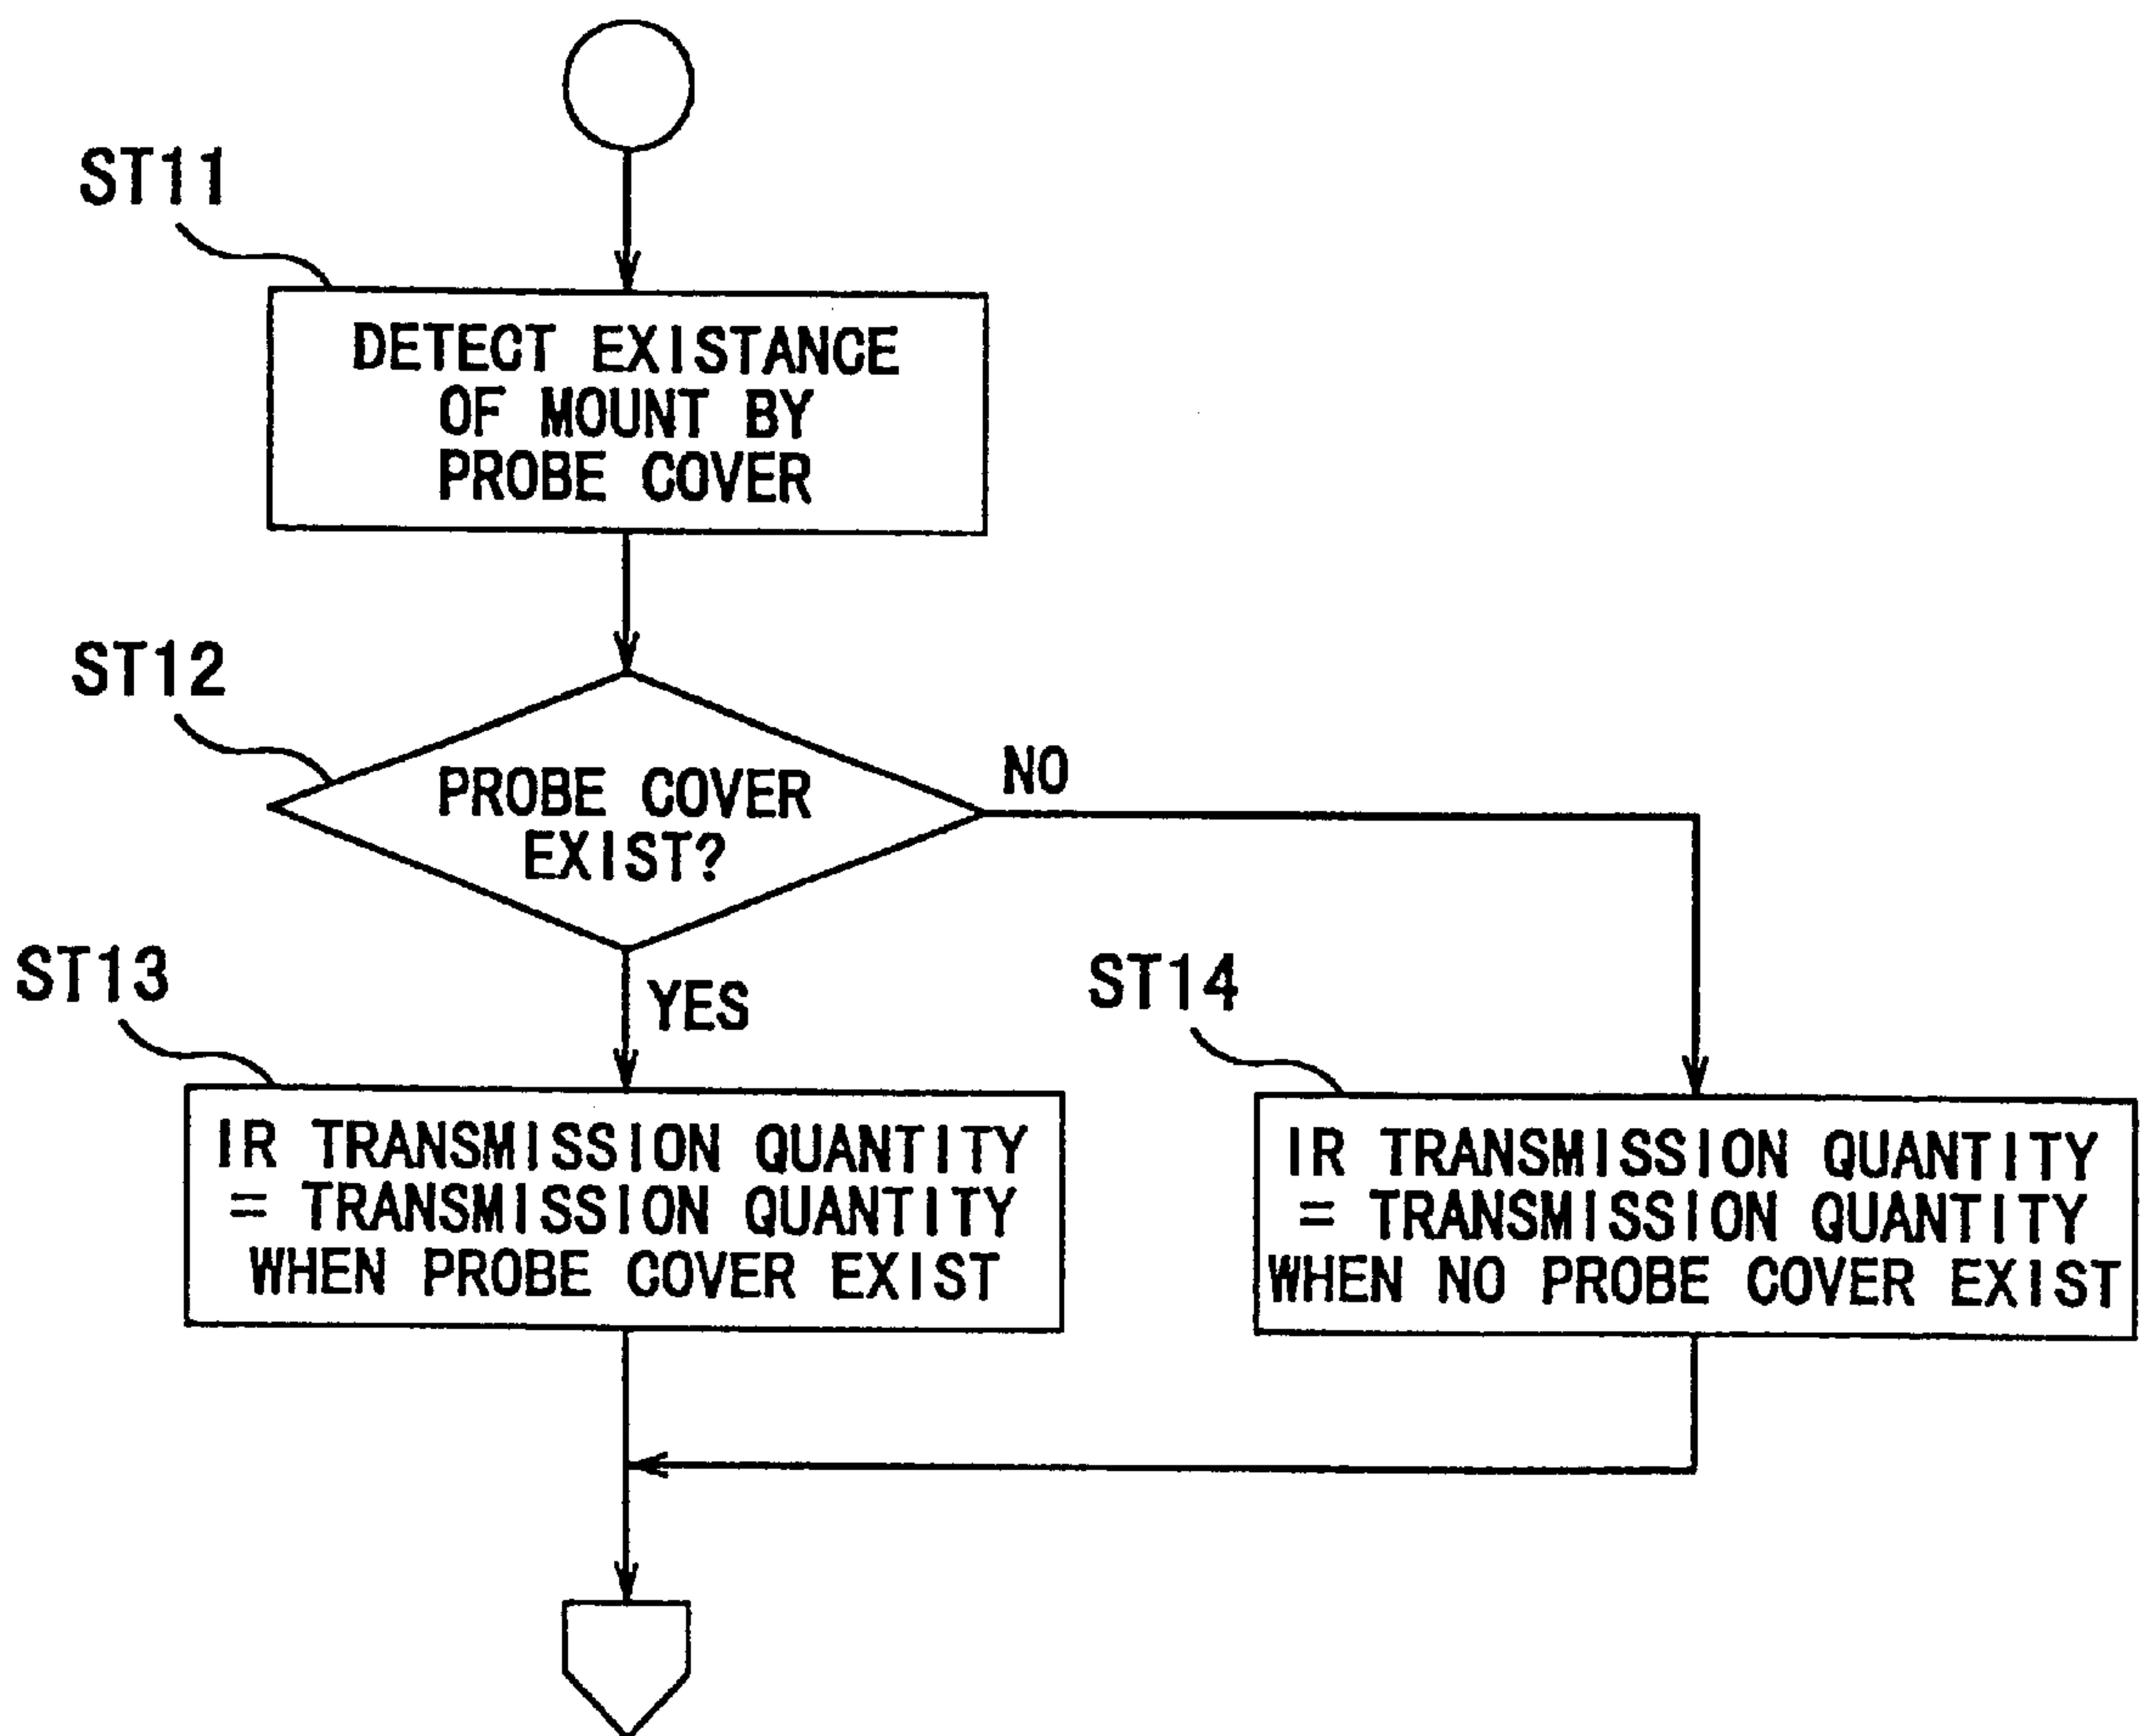 ST11
DETECT EXISTANCE
OF MOUNT BY
PROBE COVER
ST12
PROBE COVER
EXIST?
NO
YES
ST13
IR TRANSMISSION QUANTITY
= TRANSMISSION QUANTITY
WHEN PROBE COVER EXIST
ST14
IR TRANSMISSION QUANTITY
= TRANSMISSION QUANTITY
WHEN NO PROBE COVER EXIST